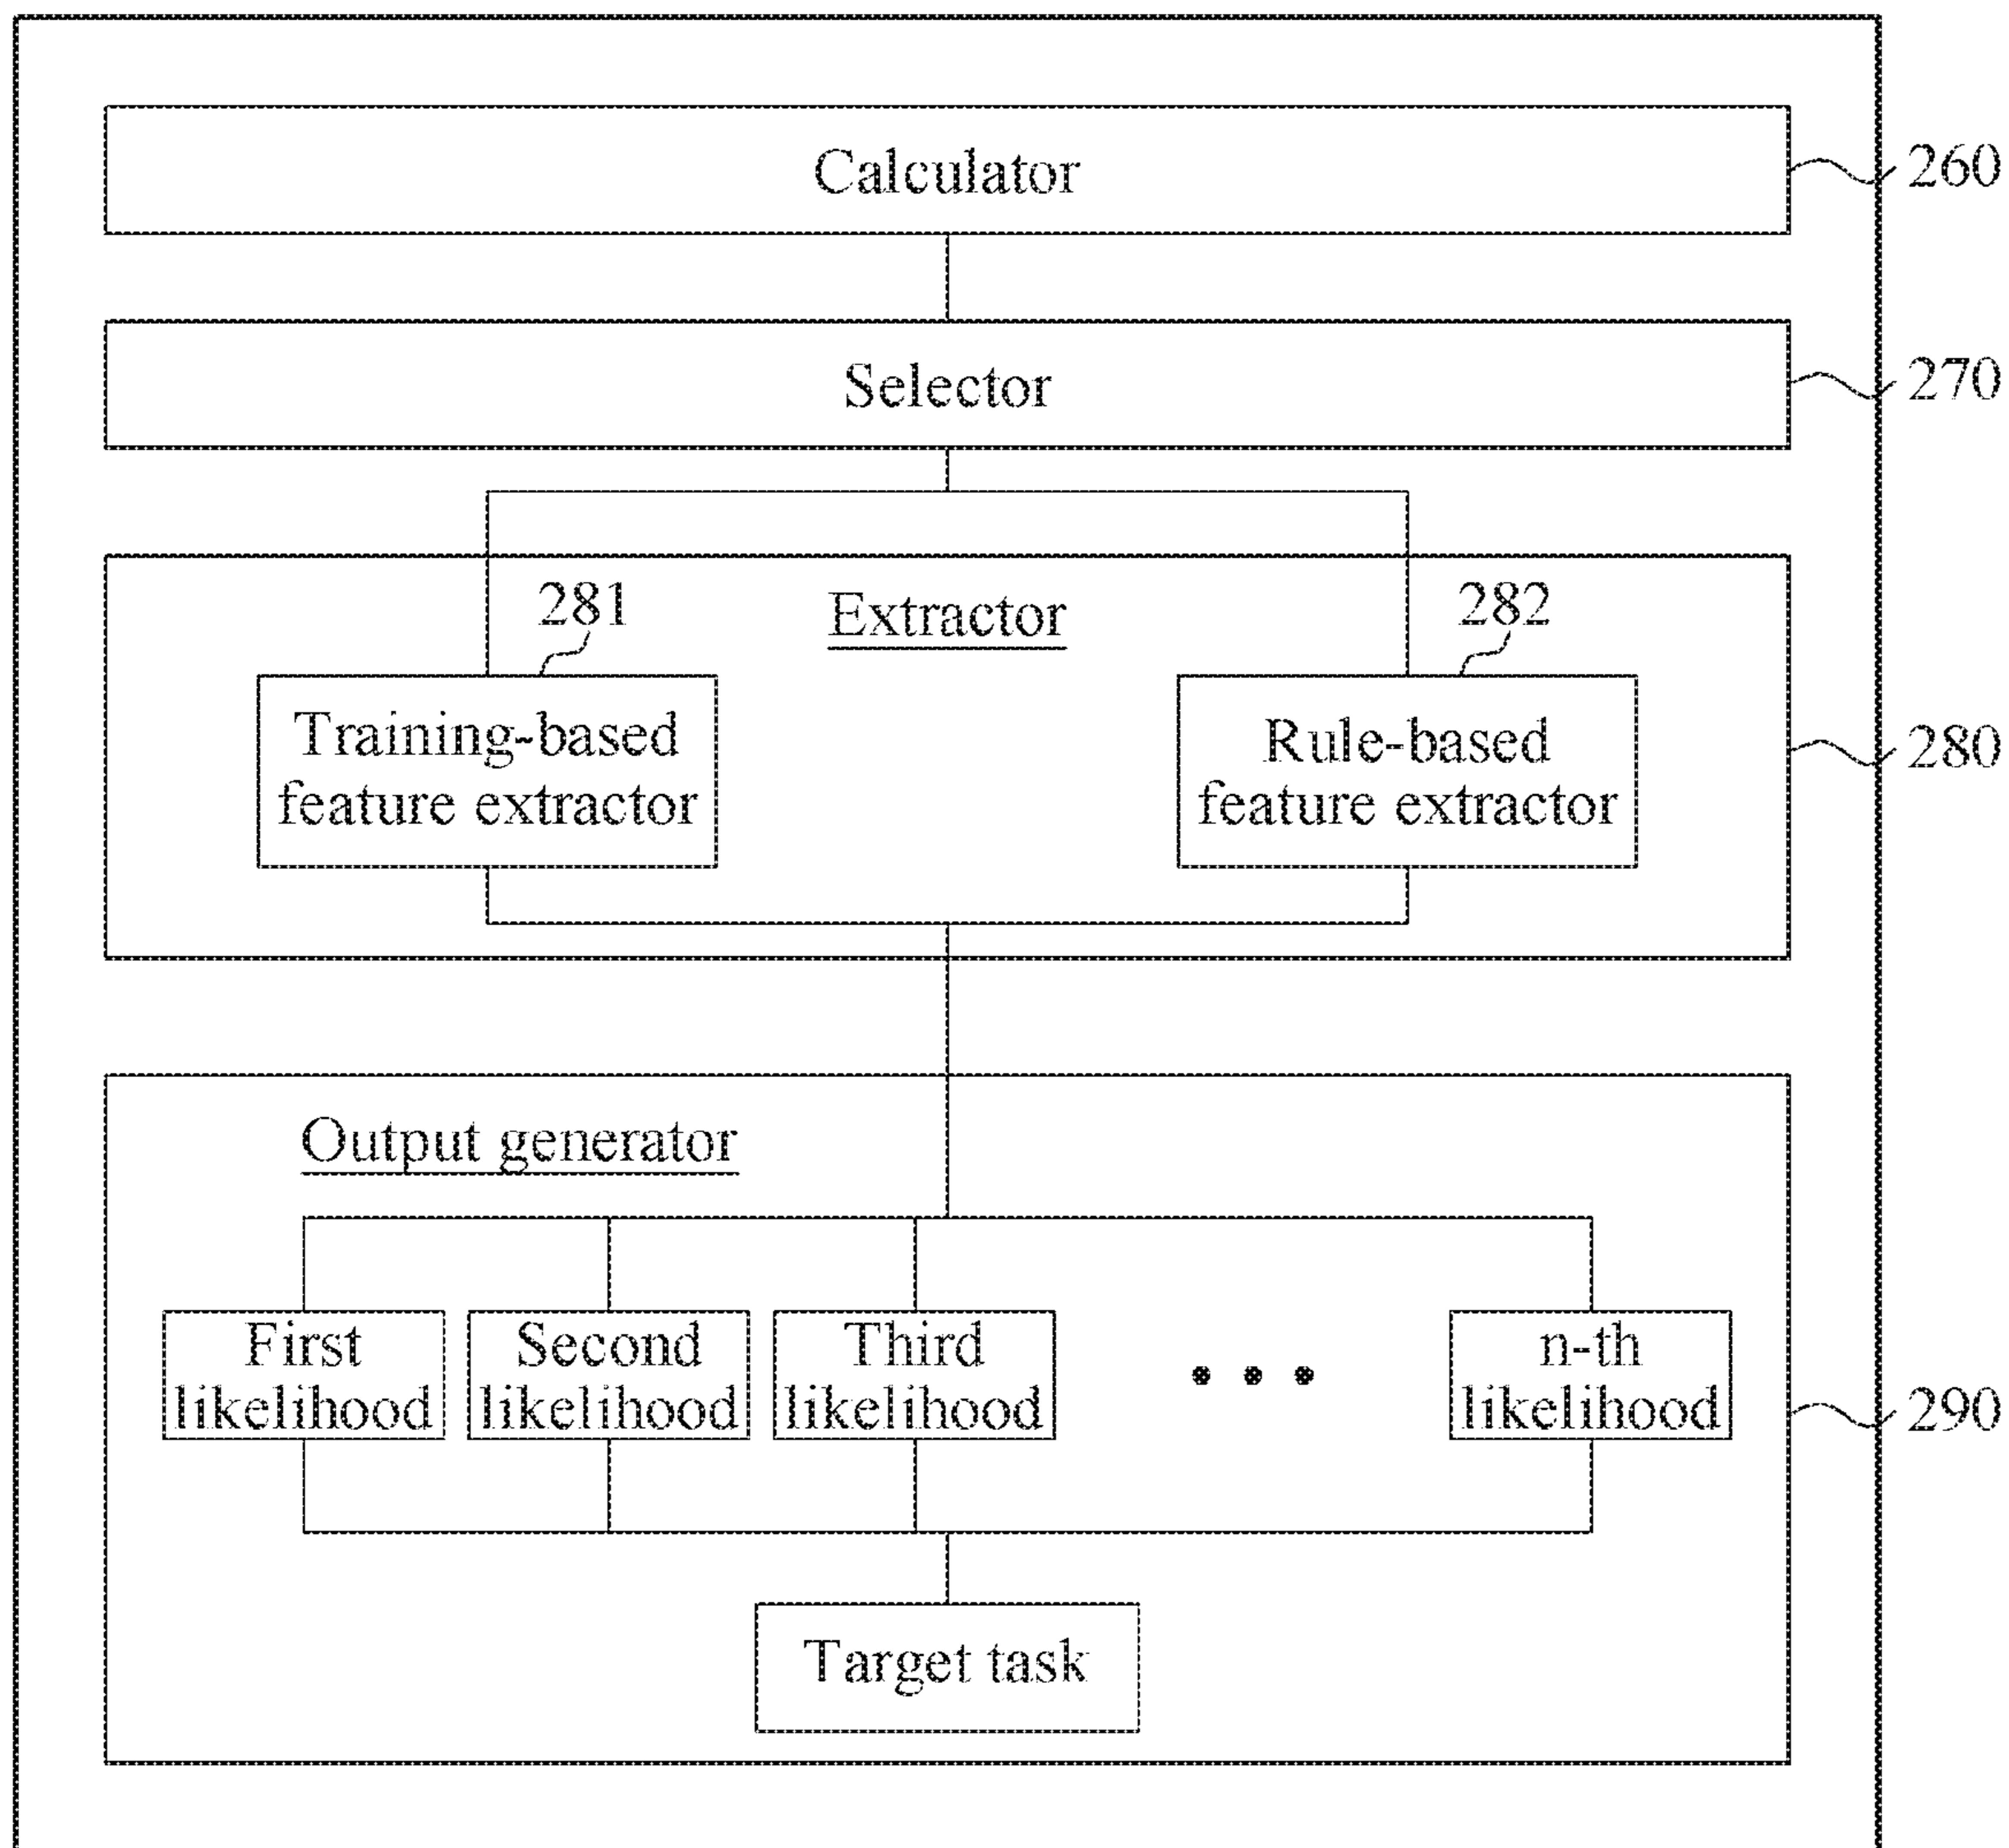 Calculator
260
Selector
270
281
Extractor
282
Training-based
feature extractor
Rule-based
feature extractor
280
Output generator
First
likelihood
Second
likelihood
Third
likelihood
• • •
n-th
likelihood
290
Target task